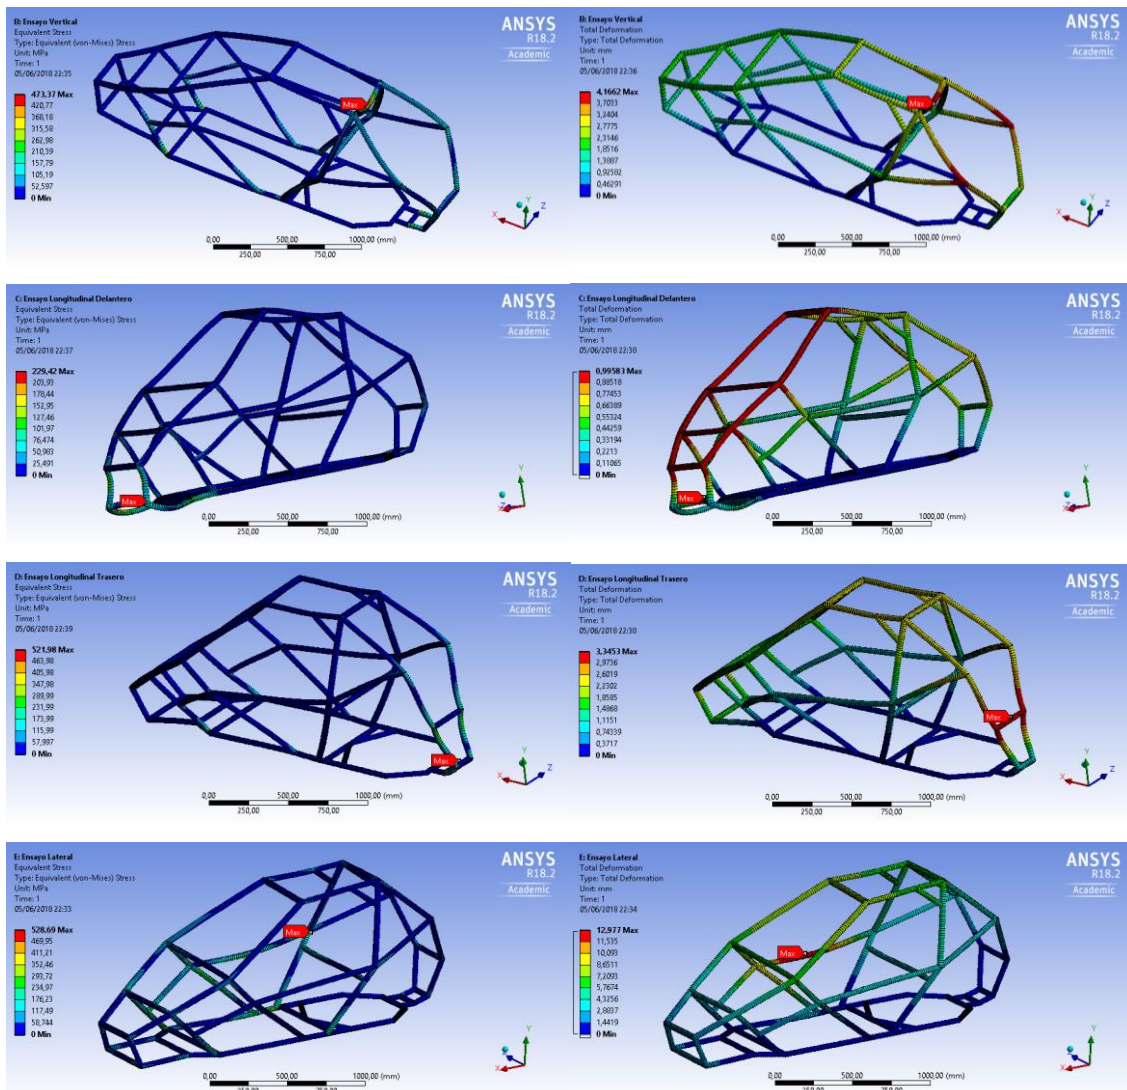 B: Ensayo Vertical
Equivalent Stress
Type: Equivalent (von-Mises) Stress
Unit: MPa
Time: 1
05/06/2018 22:35
473,37 Max
420,77
368,18
315,58
262,98
210,39
157,79
105,19
52,597
0 Min
Max
ANSYS
R18.2
Academic
0,00
500,00
1000,00 (mm)
250,00
750,00
X
Y
Z
B: Ensayo Vertical
Total Deformation
Type: Total Deformation
Unit: mm
Time: 1
05/06/2018 22:36
4,1662 Max
3,7033
3,2404
2,7775
2,3146
1,8516
1,3887
0,92582
0,46291
0 Min
Max
ANSYS
R18.2
Academic
0,00
500,00
1000,00 (mm)
250,00
750,00
X
Y
Z
C: Ensayo Longitudinal Delantero
Equivalent Stress
Type: Equivalent (von-Mises) Stress
Unit: MPa
Time: 1
05/06/2018 22:37
229,42 Max
203,93
178,44
152,95
127,46
101,97
76,474
50,983
25,491
0 Min
Max
ANSYS
R18.2
Academic
0,00
500,00
1000,00 (mm)
250,00
750,00
Y
Z
X
C: Ensayo Longitudinal Delantero
Total Deformation
Type: Total Deformation
Unit: mm
Time: 1
05/06/2018 22:38
0,99583 Max
0,88518
0,77453
0,66389
0,55324
0,44259
0,33194
0,2213
0,11065
0 Min
Max
ANSYS
R18.2
Academic
0,00
500,00
1000,00 (mm)
250,00
750,00
Y
Z
X
D: Ensayo Longitudinal Trasero
Equivalent Stress
Type: Equivalent (von-Mises) Stress
Unit: MPa
Time: 1
05/06/2018 22:39
521,98 Max
463,98
405,98
347,98
289,99
231,99
173,99
115,99
57,997
0 Min
Max
ANSYS
R18.2
Academic
0,00
500,00
1000,00 (mm)
250,00
750,00
X
Y
Z
D: Ensayo Longitudinal Trasero
Total Deformation
Type: Total Deformation
Unit: mm
Time: 1
05/06/2018 22:38
3,3453 Max
2,9736
2,6019
2,2302
1,8585
1,4868
1,1151
0,74339
0,3717
0 Min
Max
ANSYS
R18.2
Academic
0,00
500,00
1000,00 (mm)
250,00
750,00
X
Y
Z
E: Ensayo Lateral
Equivalent Stress
Type: Equivalent (von-Mises) Stress
Unit: MPa
Time: 1
05/06/2018 22:33
528,69 Max
469,95
411,21
352,46
293,72
234,97
176,23
117,49
58,744
0 Min
Max
ANSYS
R18.2
Academic
0,00
500,00
1000,00 (mm)
250,00
750,00
Y
Z
X
E: Ensayo Lateral
Total Deformation
Type: Total Deformation
Unit: mm
Time: 1
05/06/2018 22:34
12,977 Max
11,535
10,093
8,6511
7,2093
5,7674
4,3256
2,8837
1,4419
0 Min
Max
ANSYS
R18.2
Academic
0,00
500,00
1000,00 (mm)
250,00
750,00
Y
Z
X